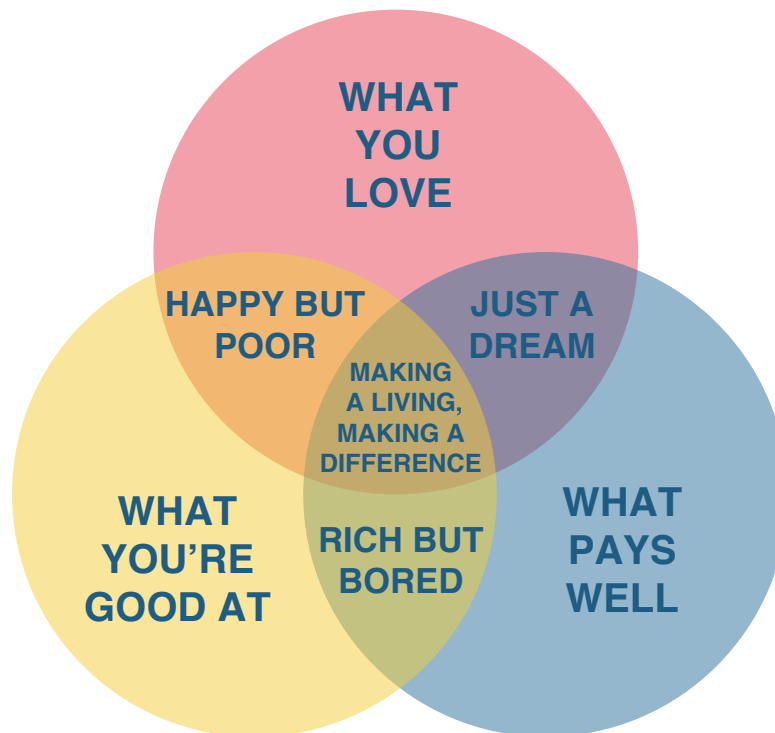 WHAT
YOU
LOVE
HAPPY BUT
POOR
JUST A
DREAM
MAKING
A LIVING,
MAKING A
DIFFERENCE
WHAT
YOU’RE
GOOD AT
RICH BUT
BORED
WHAT
PAYS
WELL